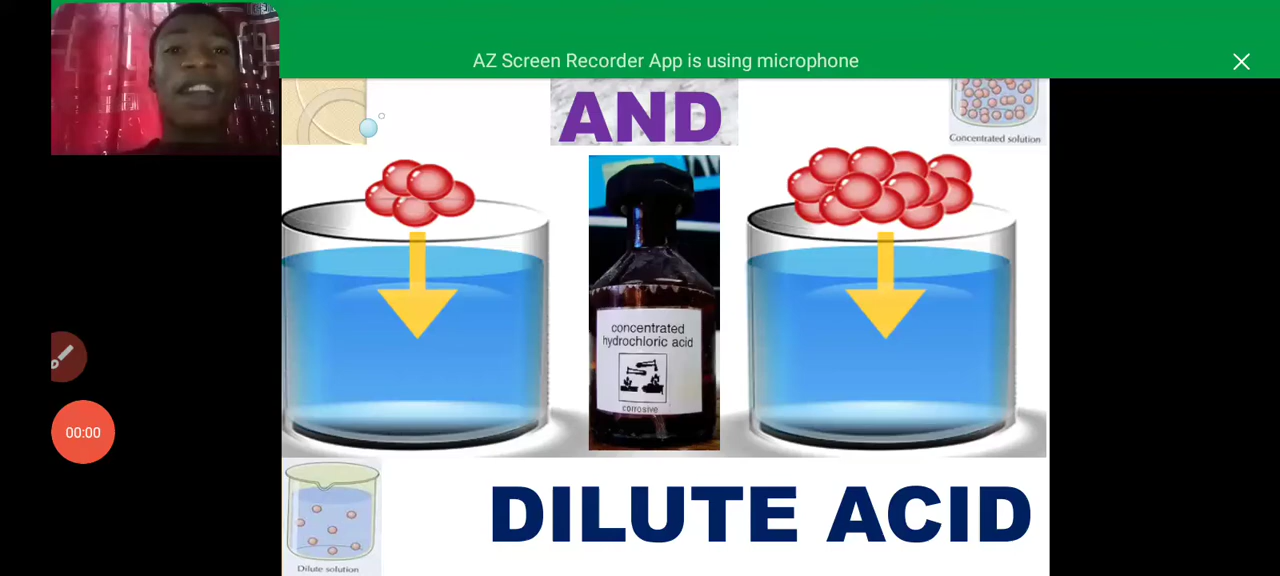 AZ Screen Recorder App is using microphone
AND
Concentrated solution
concentrated
hydrochloric acid
corrosive
00:00
DILUTE ACID
Dilute solution